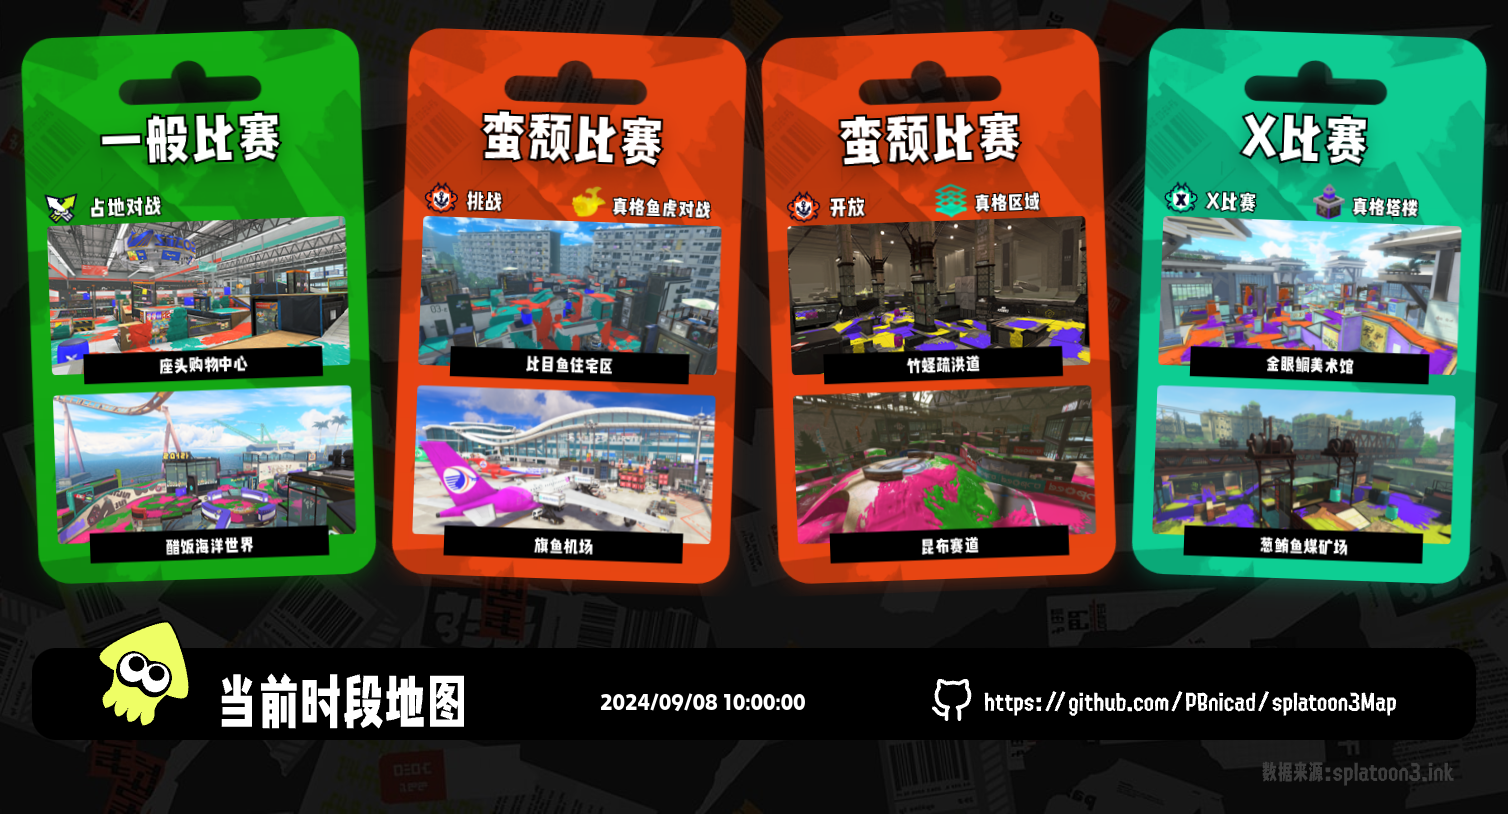 一般比赛
占地对战
座头购物中心
醋饭海洋世界
蛮颓比赛
挑战
真格鱼虎对战
比目鱼住宅区
旗鱼机场
蛮颓比赛
开放
真格区域
竹蛏疏洪道
昆布赛道
X比赛
X比赛
真格塔楼
金眼鲷美术馆
葱鲔鱼煤矿场
当前时段地图
2024/09/08 10:00:00
https://github.com/PBnicad/splatoon3Map
数据来源:splatoon3.ink